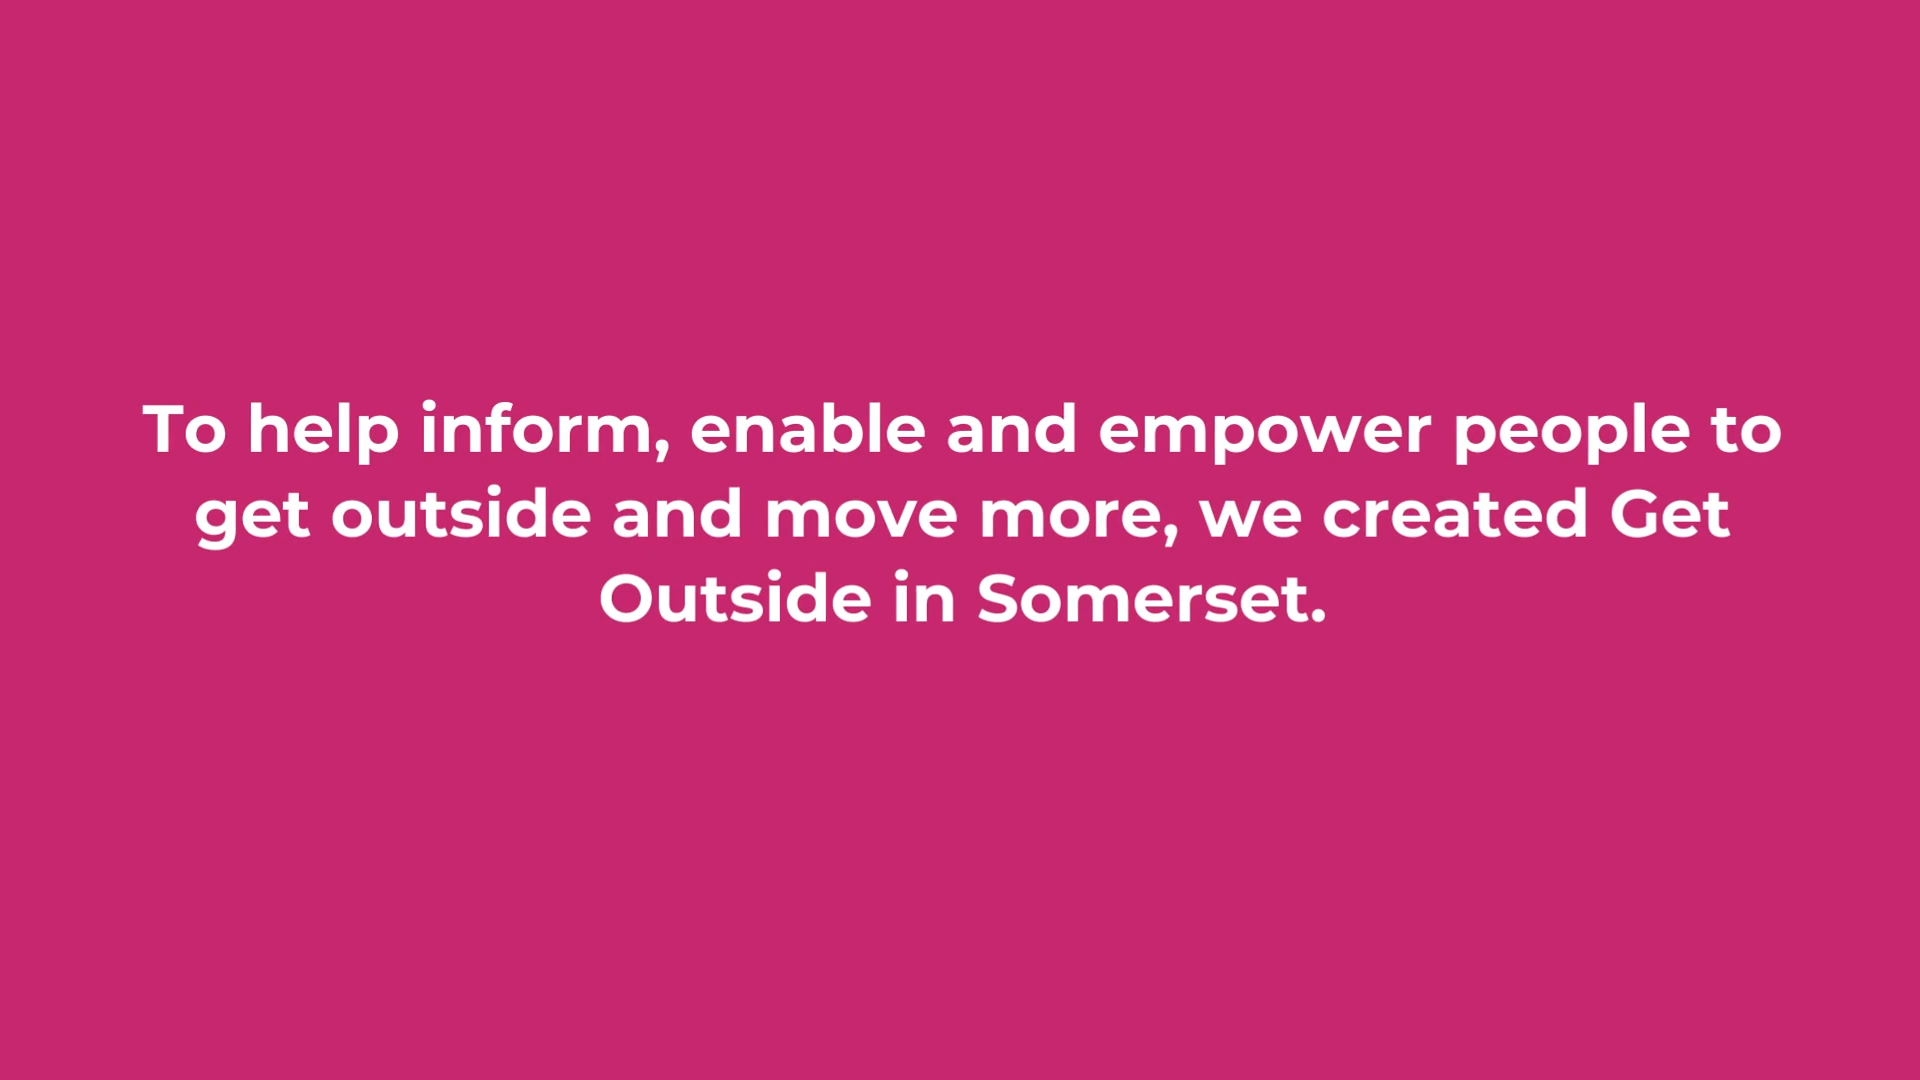 To help inform, enable and empower people to
get outside and move more, we created Get
Outside in Somerset.